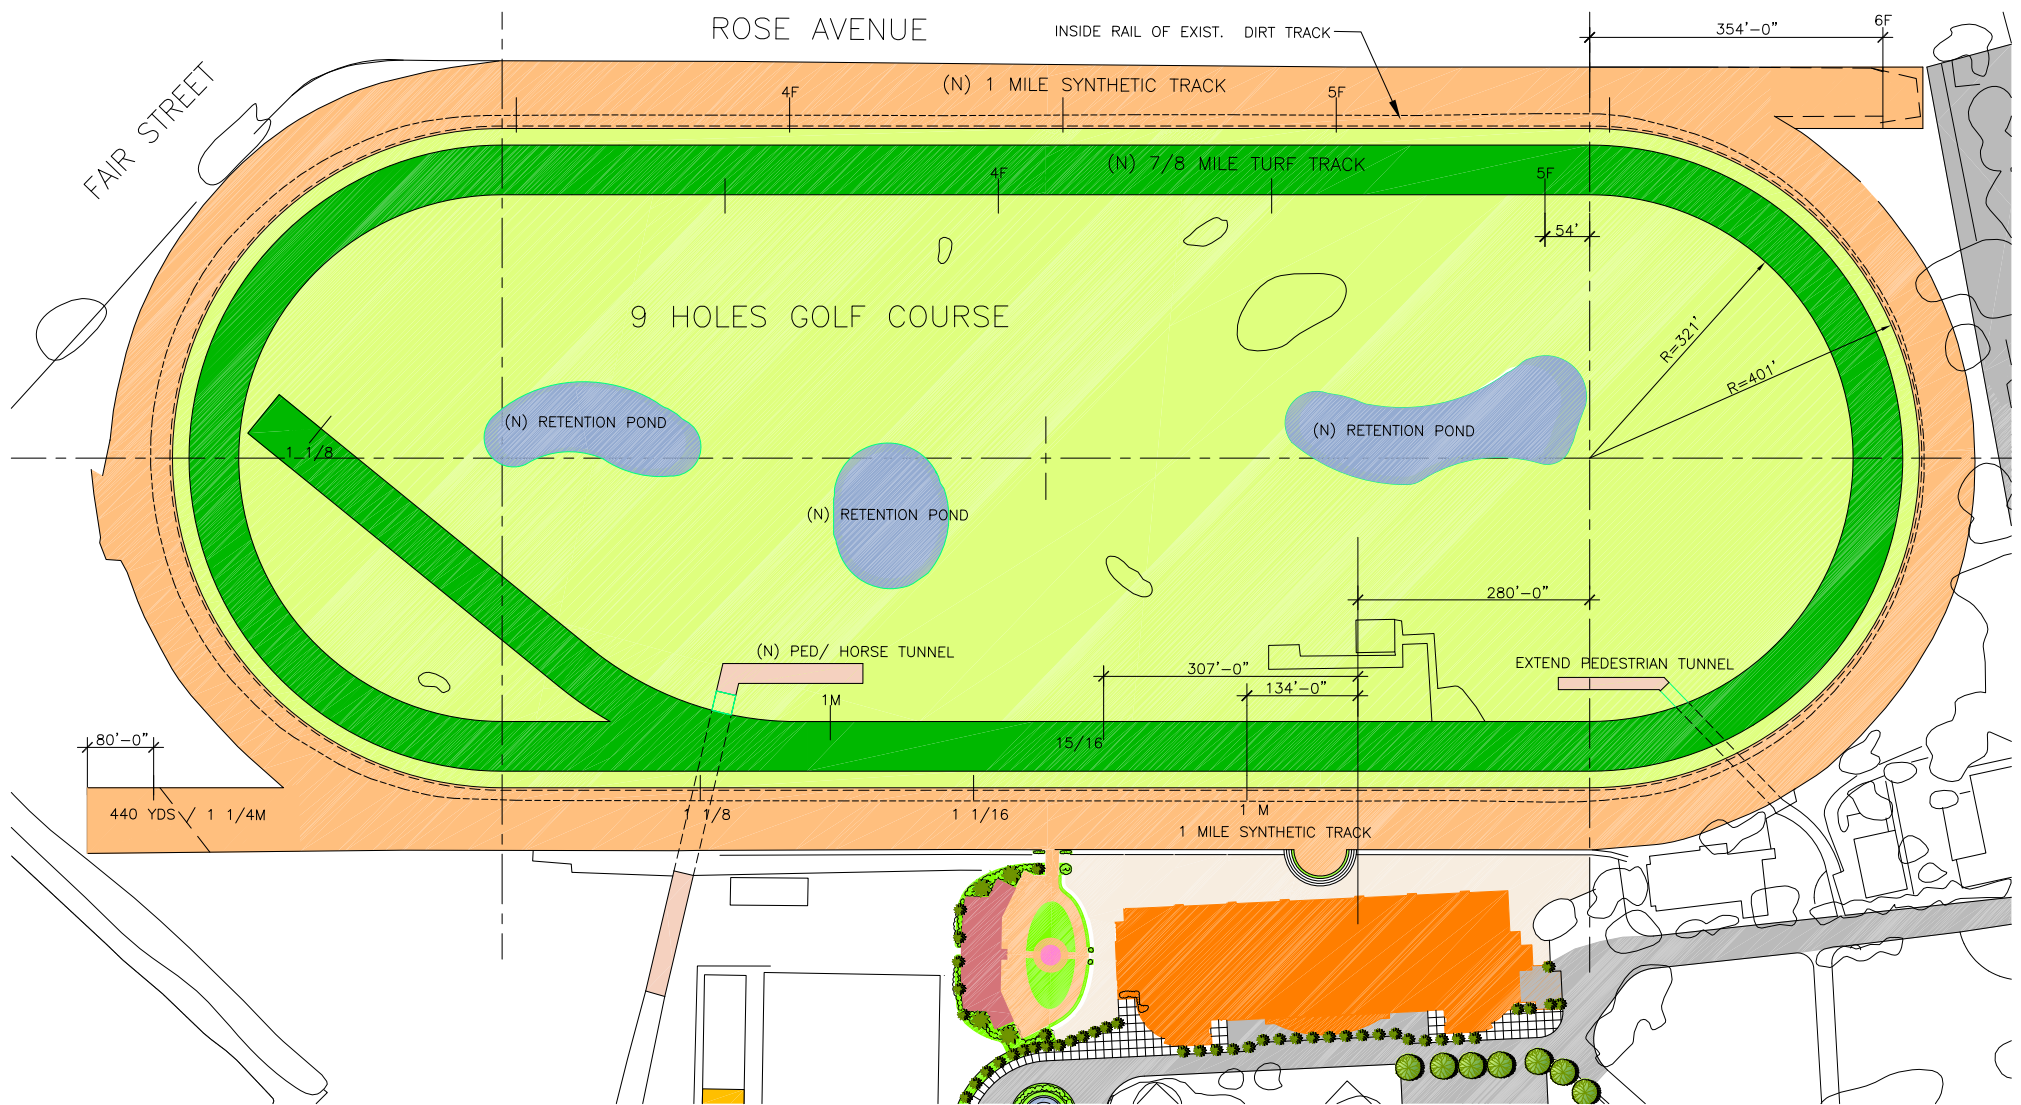 ROSE AVENUE
INSIDE RAIL OF EXIST. DIRT TRACK
354'-0"
6F
FAIR STREET
(N) 1 MILE SYNTHETIC TRACK
4F
5F
(N) 7/8 MILE TURF TRACK
4F
5F
54'
9 HOLES GOLF COURSE
R=321'
R=401'
(N) RETENTION POND
(N) RETENTION POND
1 1/8
(N) RETENTION POND
280'-0"
(N) PED/ HORSE TUNNEL
EXTEND PEDESTRIAN TUNNEL
307'-0"
134'-0"
1M
80'-0"
15/16
440 YDS / 1 1/4M
1 1/8
1 1/16
1 M
1 MILE SYNTHETIC TRACK